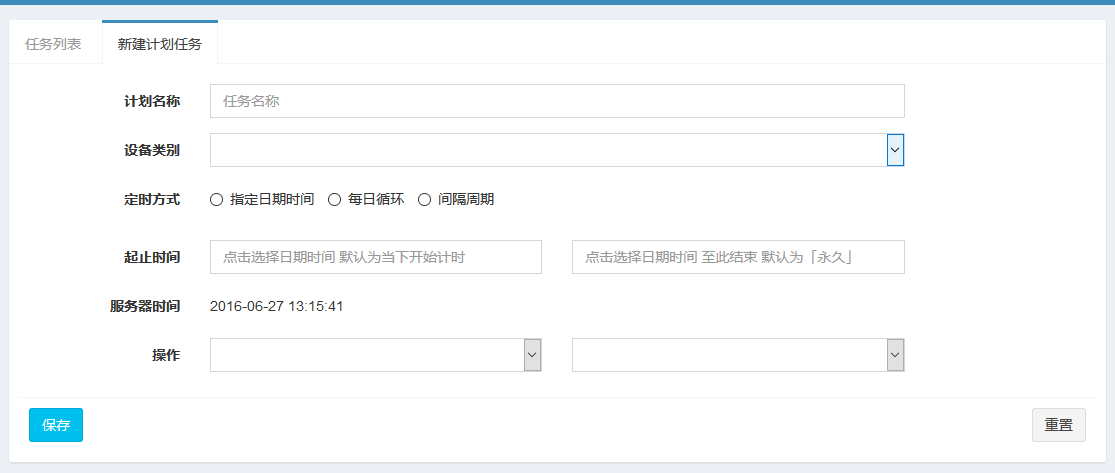 任务列表 新建计划任务
计划名称 任务名称
设备类别
定时方式 指定日期时间 每日循环 间隔周期
起止时间 点击选择日期时间 默认为当下开始计时 点击选择日期时间 至此结束 默认为「永久」
服务器时间 2016-06-27 13:15:41
操作
保存 重置